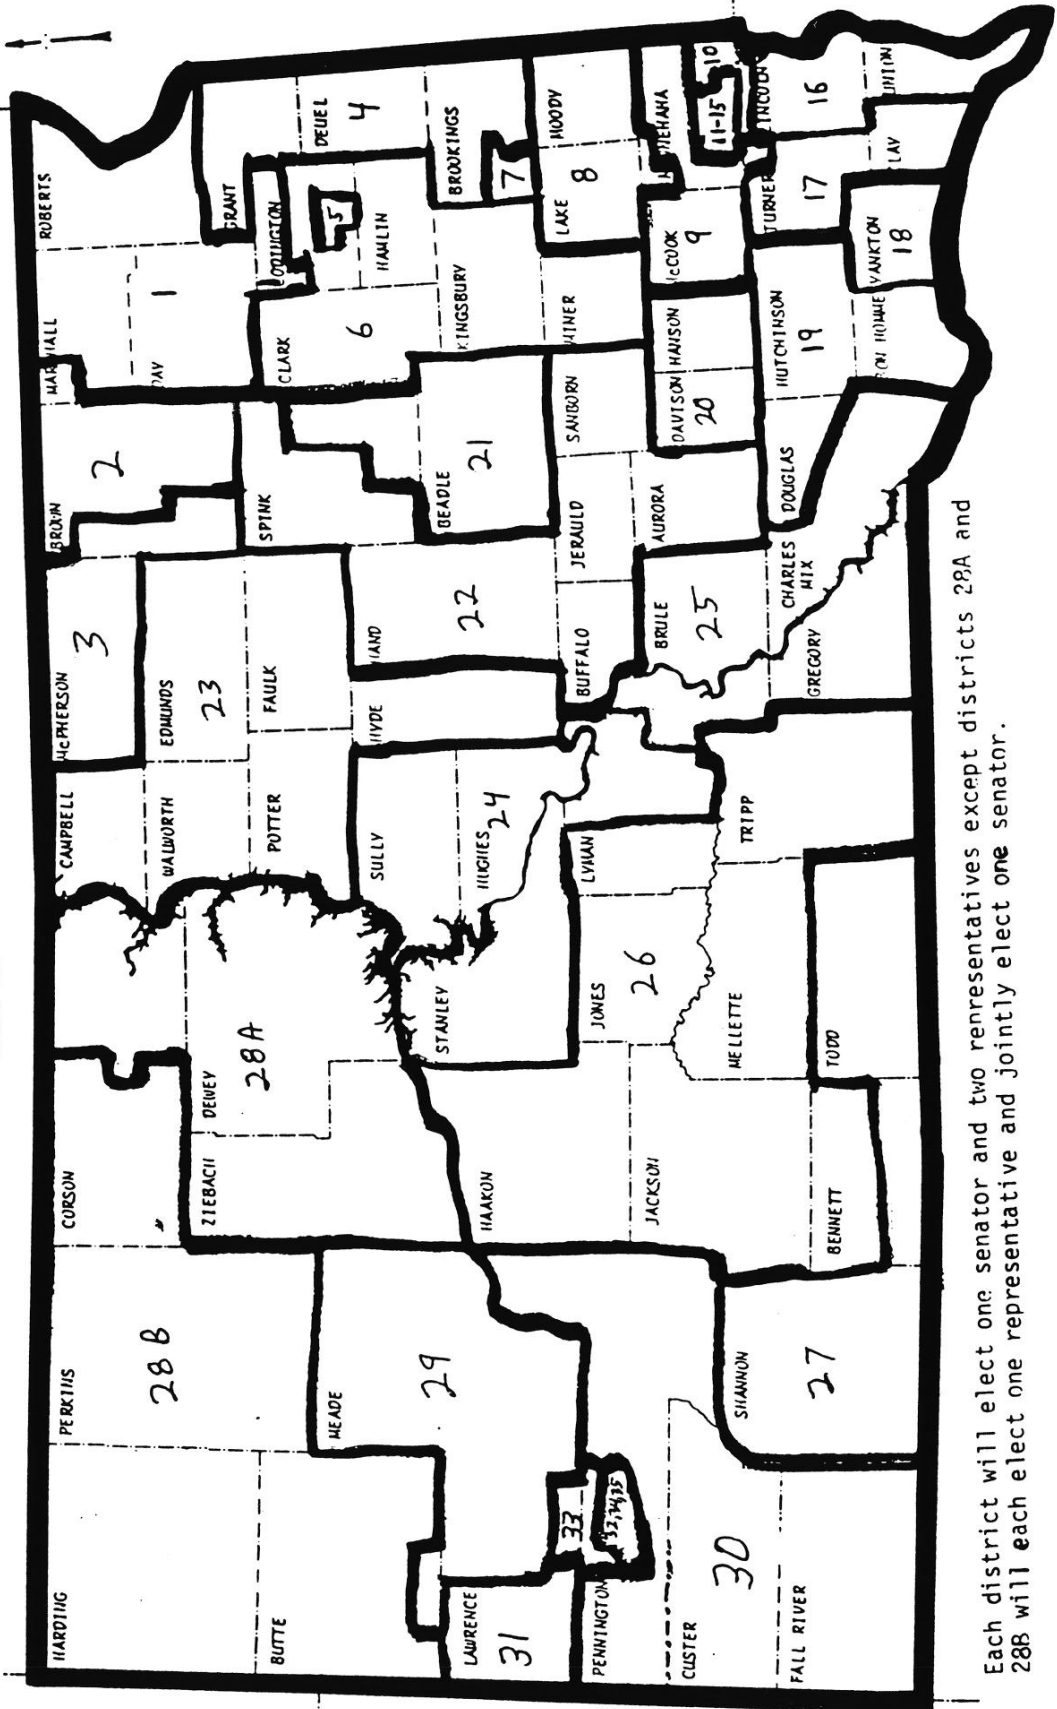 HARDING
PERKINS
CORSON
CAMPBELL
McPHERSON
3
BROWN
2
MARSHALL
ROBERTS
28B
WALWORTH
EDMUNDS
23
DAY
1
GRANT
BUTTE
ZIEBACH
DEWEY
28A
POTTER
FAULK
SPINK
CLARK
6
CODINGTON
5
DEUEL
4
HAMLIN
MEADE
29
SULLY
HYDE
HAND
22
BEADLE
21
KINGSBURY
BROOKINGS
7
LAWRENCE
31
33
HAAKON
STANLEY
HUGHES
24
BUFFALO
JERAULD
SANBORN
MINER
LAKE
8
MOODY
PENNINGTON
32,34,35
JACKSON
JONES
26
LYMAN
BRULE
25
AURORA
DAVISON
20
HANSON
McCOOK
9
MINNEHAHA
10
11-15
CUSTER
30
SHANNON
27
MELLETTE
TRIPP
GREGORY
CHARLES
MIX
DOUGLAS
HUTCHINSON
19
TURNER
17
LINCOLN
16
FALL RIVER
BENNETT
TODD
BON HOMME
YANKTON
18
CLAY
UNION
Each district will elect one senator and two renresentatives except districts 28A and
28B will each elect one representative and jointly elect one senator.